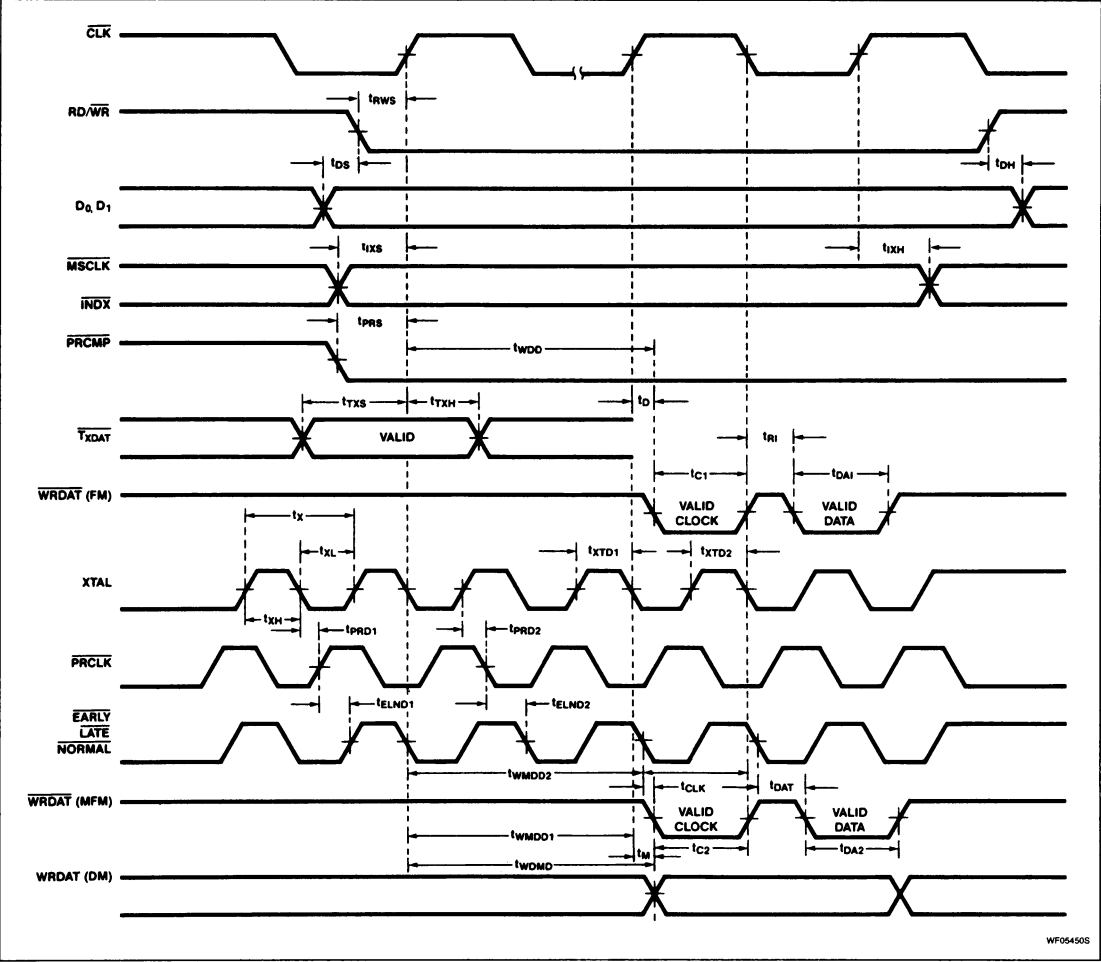 CLK
tRWS
RD/WR
tDS
tDH
D0, D1
tIXS
tIXH
MSCLK
INDX
tPRS
PRCMP
tWDD
tTXS
tTXH
tD
TXDAT
VALID
tRI
tC1
tDAI
WRDAT (FM)
VALID CLOCK
VALID DATA
tX
tXL
tXTD1
tXTD2
XTAL
tXH
tPRD1
tPRD2
PRCLK
tELND1
tELND2
EARLY
LATE
NORMAL
tWMDD2
tCLK
tDAT
WRDAT (MFM)
VALID CLOCK
VALID DATA
tWMDD1
tM
tC2
tDA2
tWDMD
WRDAT (DM)
WF05450S